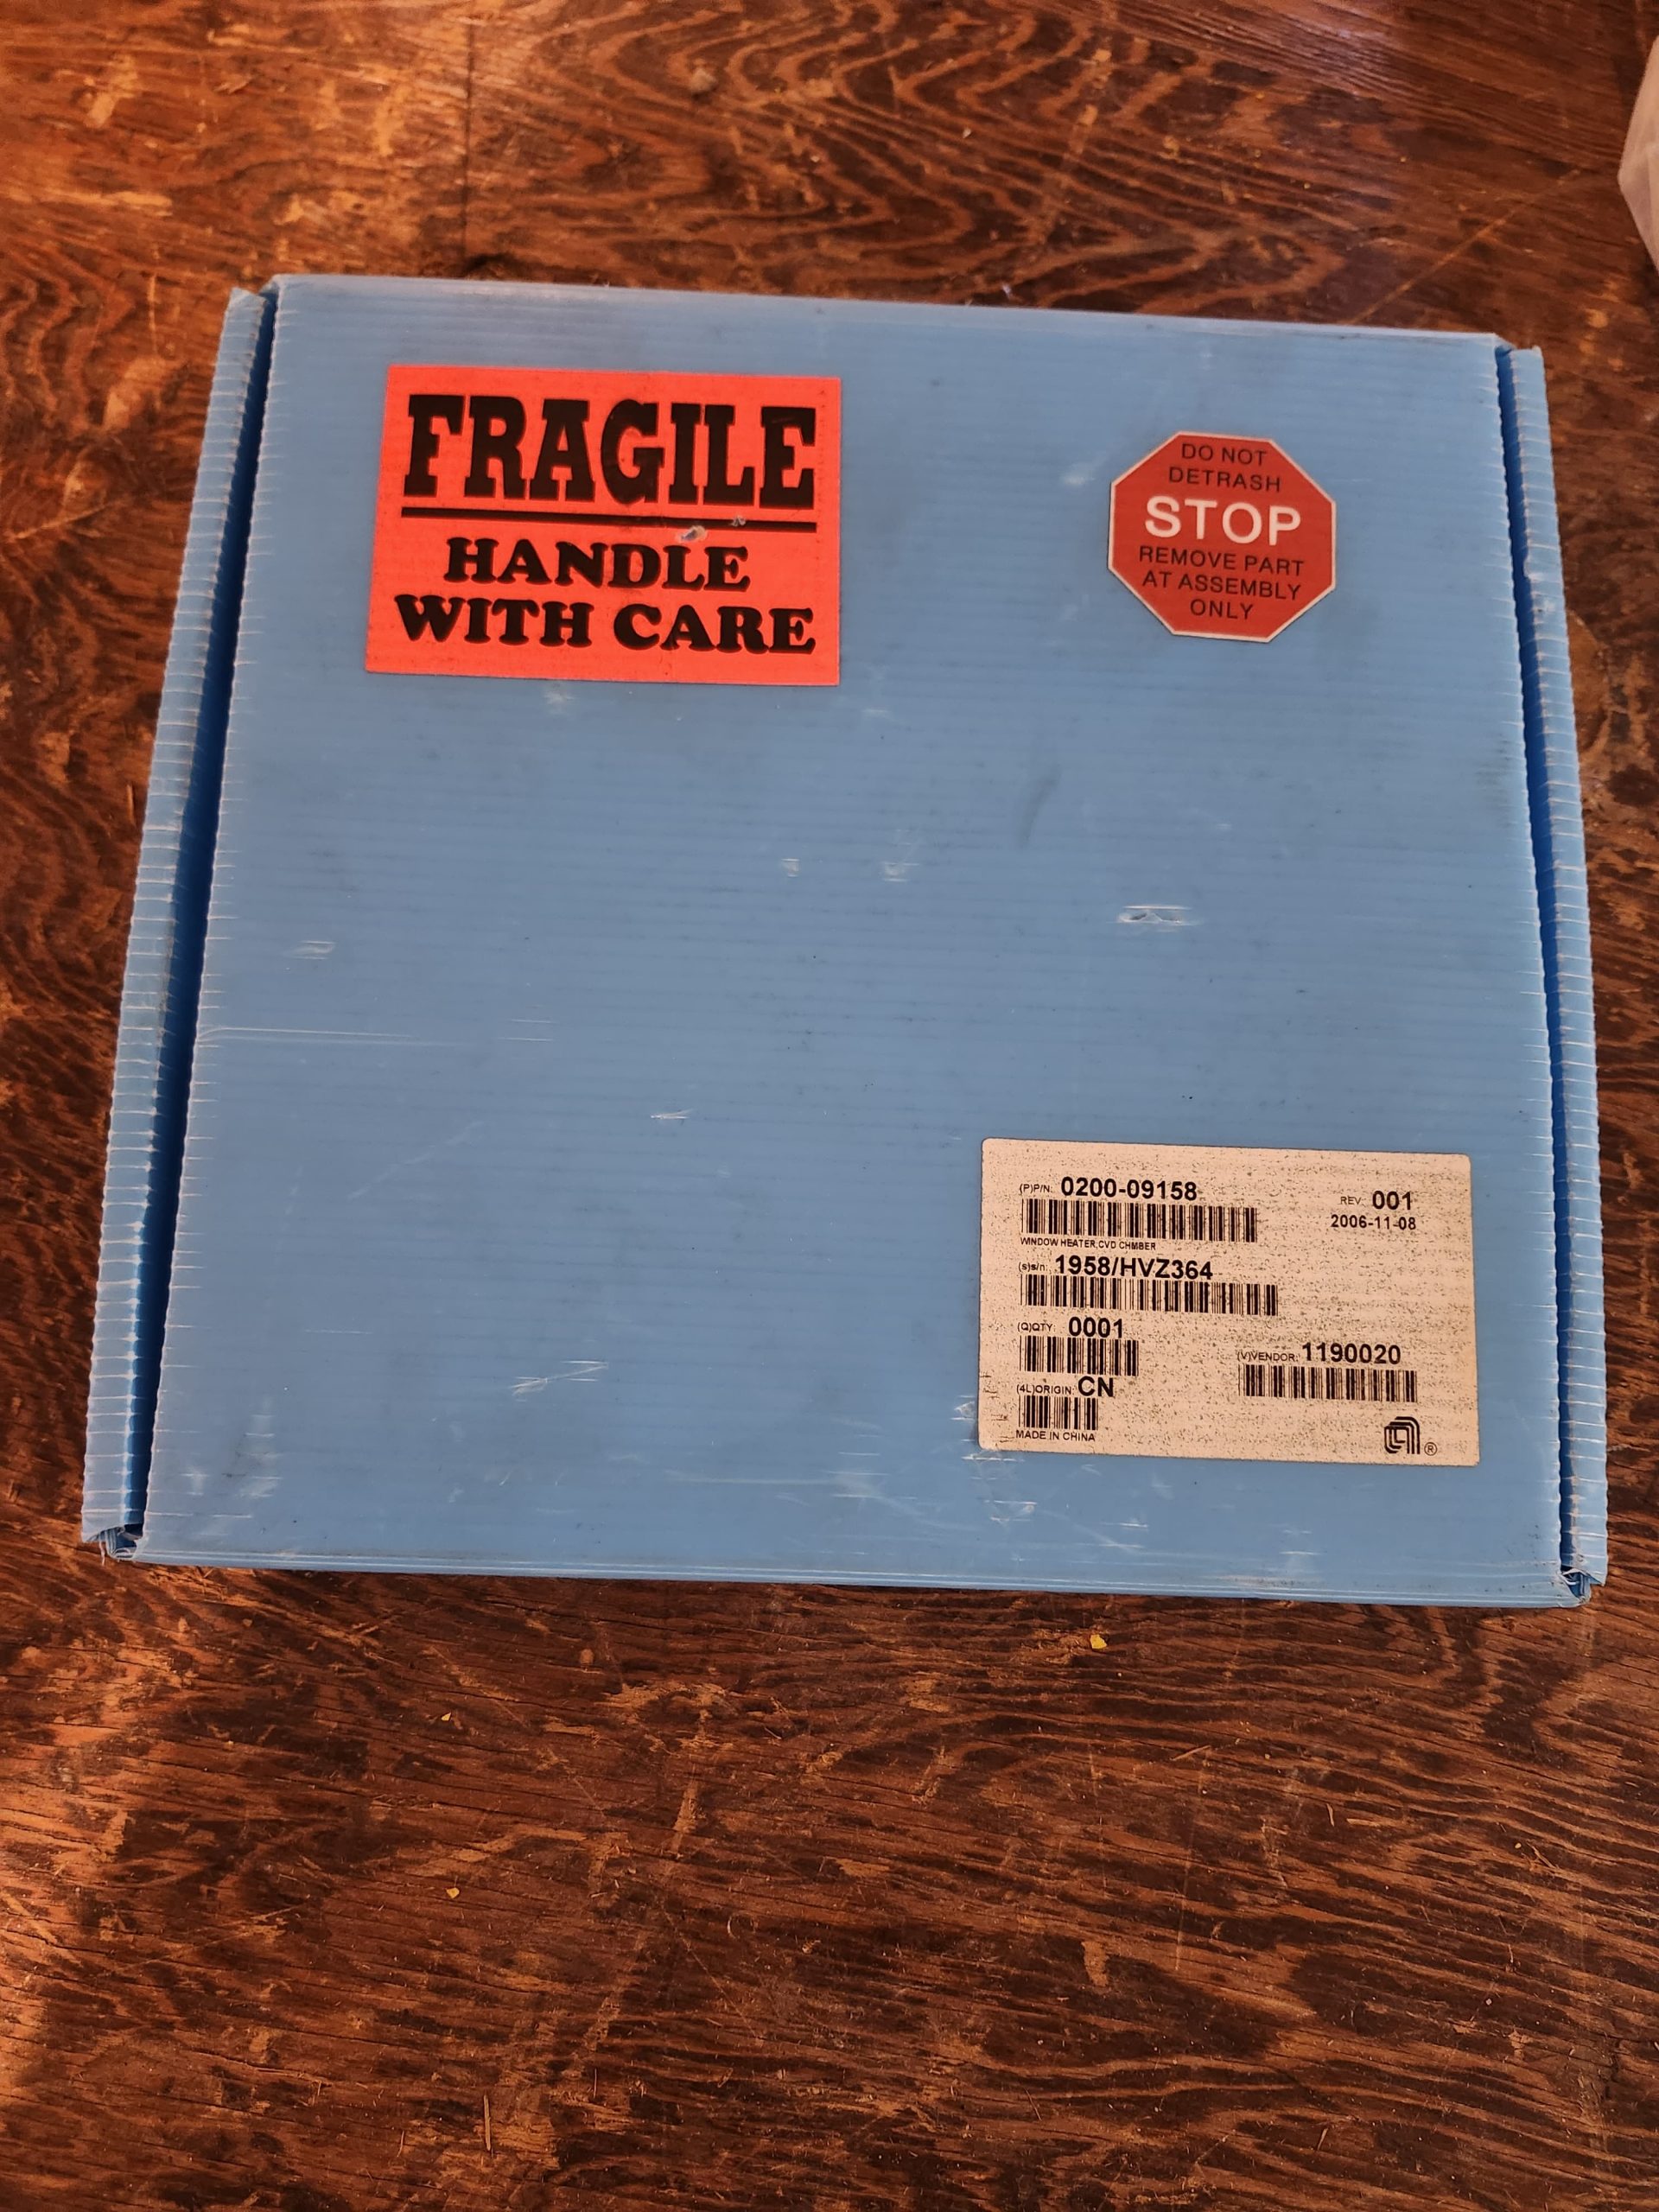 FRAGILE
HANDLE
WITH CARE
DO NOT
DETRASH
STOP
REMOVE PART
AT ASSEMBLY
ONLY
(P)P/N: 0200-09158
REV: 001
2006-11-08
WINDOW HEATER,CVD CHMBER
(s)s/n: 1958/HVZ364
(Q)QTY: 0001
(V)VENDOR: 1190020
(4L)ORIGIN: CN
MADE IN CHINA
®